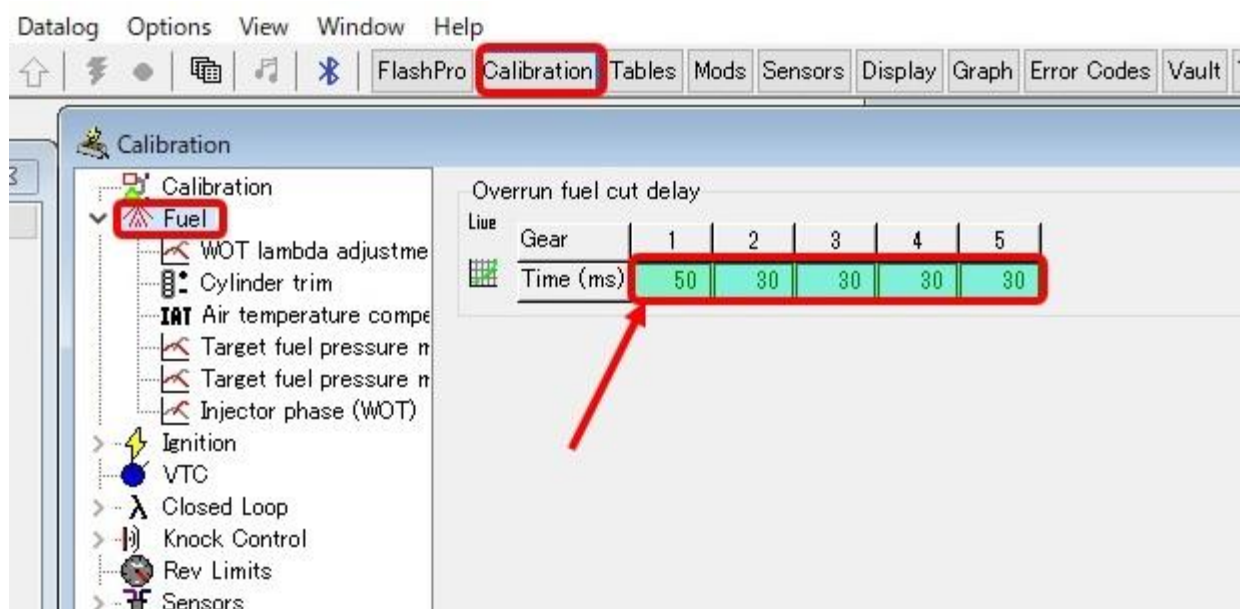 Datalog Options View Window Help
FlashPro Calibration Tables Mods Sensors Display Graph Error Codes Vault
Calibration
Calibration
Fuel
WOT lambda adjustme
Cylinder trim
IAT Air temperature compe
Target fuel pressure m
Target fuel pressure m
Injector phase (WOT)
Ignition
VTC
λ Closed Loop
Knock Control
Rev Limits
Sensors
Overrun fuel cut delay
Live
Gear 1 2 3 4 5
Time (ms) 50 30 30 30 30